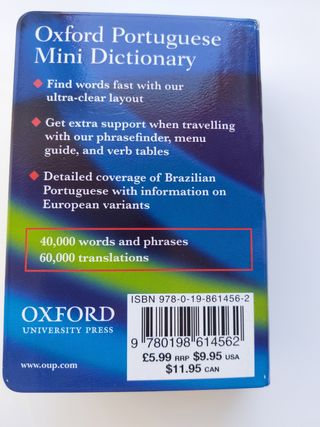 Oxford Portuguese
Mini Dictionary
Find words fast with our
ultra-clear layout
Get extra support when travelling
with our phrasefinder, menu
guide, and verb tables
Detailed coverage of Brazilian
Portuguese with information on
European variants
40,000 words and phrases
60,000 translations
OXFORD
UNIVERSITY PRESS
www.oup.com
ISBN 978-0-19-861456-2
9 780198 614562
£5.99 RRP $9.95 USA
$11.95 CAN